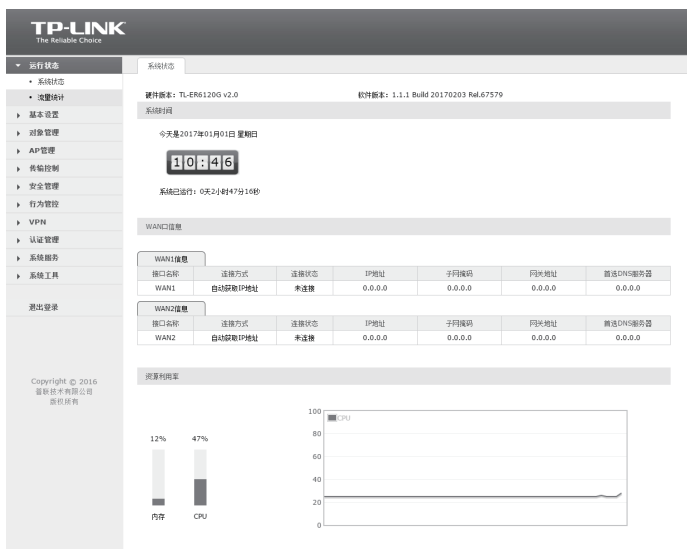 TP-LINK
The Reliable Choice
运行状态
• 系统状态
• 流量统计
基本设置
对象管理
AP管理
传输控制
安全管理
行为管控
VPN
认证管理
系统服务
系统工具
退出登录
Copyright © 2016
普联技术有限公司
版权所有
系统状态
硬件版本：TL-ER6120G v2.0 软件版本：1.1.1 Build 20170203 Rel.67579
系统时间
今天是2017年01月01日 星期日
10:46
系统已运行：0天2小时47分16秒
WAN口信息
WAN1信息
接口名称 连接方式 连接状态 IP地址 子网掩码 网关地址 首选DNS服务器
WAN1 自动获取IP地址 未连接 0.0.0.0 0.0.0.0 0.0.0.0 0.0.0.0
WAN2信息
接口名称 连接方式 连接状态 IP地址 子网掩码 网关地址 首选DNS服务器
WAN2 自动获取IP地址 未连接 0.0.0.0 0.0.0.0 0.0.0.0 0.0.0.0
资源利用率
12% 47%
内存 CPU
CPU
100
80
60
40
20
0